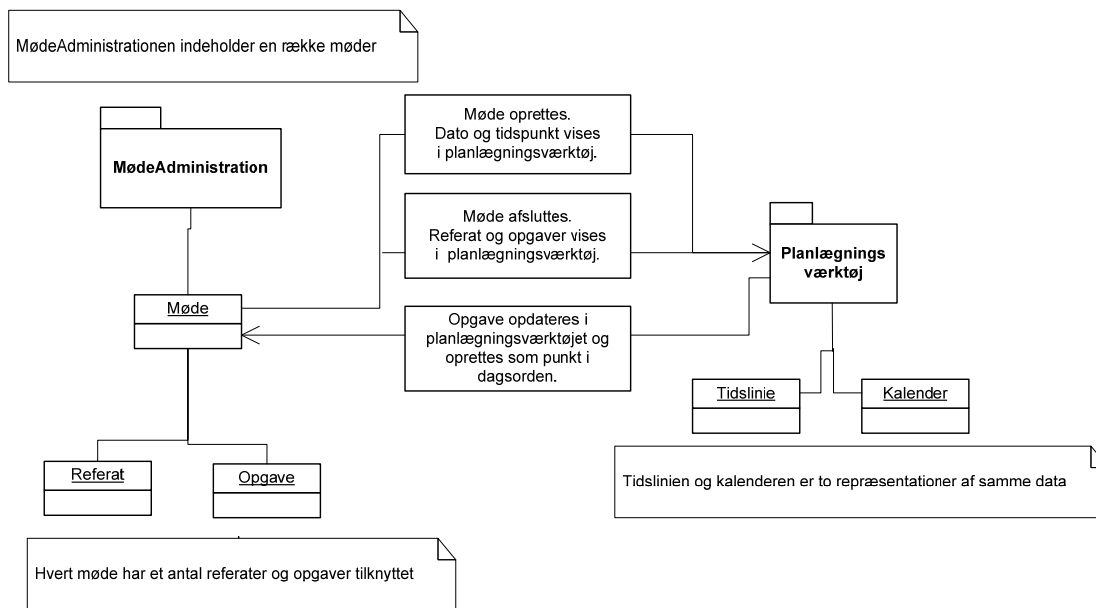 MødeAdministrationen indeholder en række møder
MødeAdministration
Møde oprettes.
Dato og tidspunkt vises
i planlægningsværktøj.
Møde afsluttes.
Referat og opgaver vises
i planlægningsværktøj.
Planlægnings
værktøj
Møde
Opgave opdateres i
planlægningsværktøjet og
oprettes som punkt i
dagsorden.
Tidslinie
Kalender
Referat
Opgave
Tidslinien og kalenderen er to repræsentationer af samme data
Hvert møde har et antal referater og opgaver tilknyttet